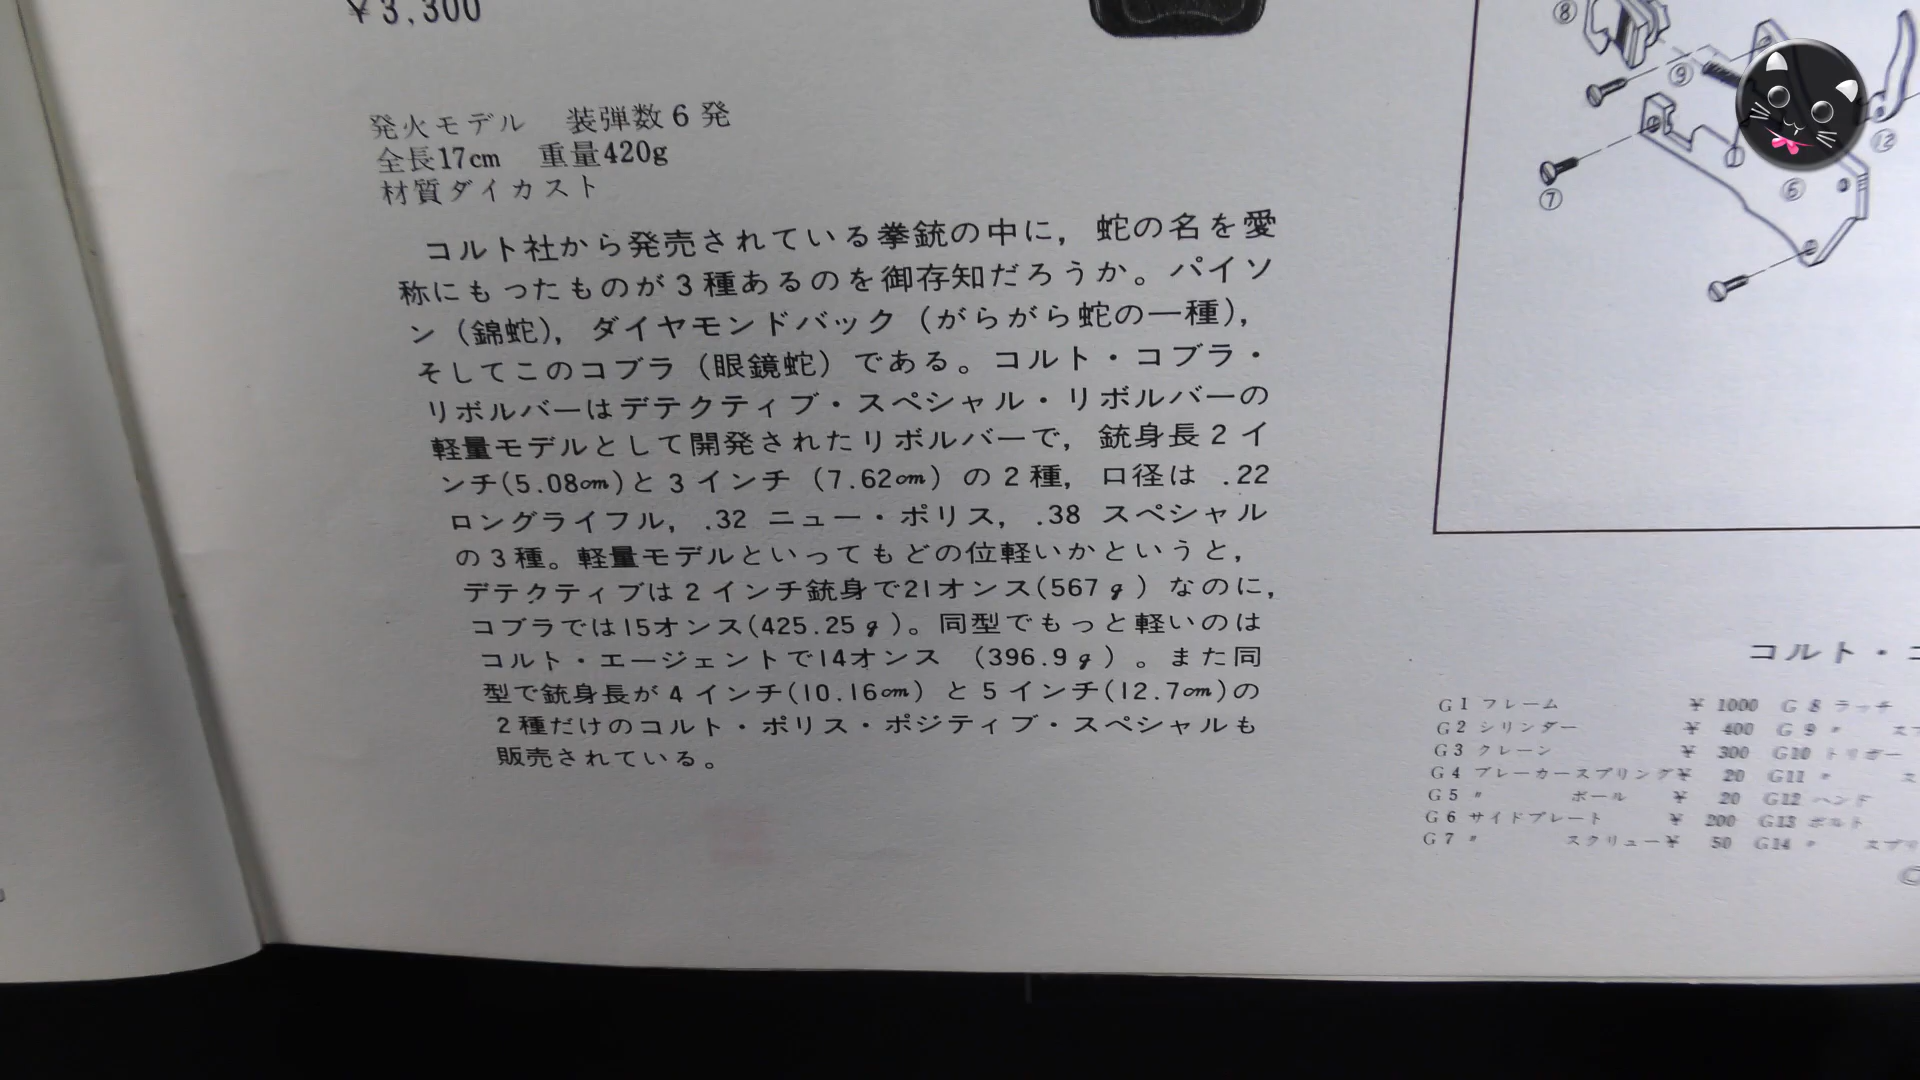 ¥3,300
発火モデル 装弾数6発
全長17cm 重量420g
材質ダイカスト
コルト社から発売されている拳銃の中に，蛇の名を愛
称にもったものが3種あるのを御存知だろうか。パイソ
ン（錦蛇），ダイヤモンドバック（がらがら蛇の一種），
そしてこのコブラ（眼鏡蛇）である。コルト・コブラ・
リボルバーはデテクティブ・スペシャル・リボルバーの
軽量モデルとして開発されたリボルバーで，銃身長2イ
ンチ(5.08cm)と3インチ（7.62cm）の2種，口径は .22
ロングライフル，.32 ニュー・ポリス，.38 スペシャル
の3種。軽量モデルといってもどの位軽いかというと，
デテクティブは2インチ銃身で21オンス(567g）なのに，
コブラでは15オンス(425.25g)。同型でもっと軽いのは
コルト・エージェントで14オンス （396.9g）。また同
型で銃身長が4インチ(10.16cm）と5インチ(12.7cm)の
2種だけのコルト・ポリス・ポジティブ・スペシャルも
販売されている。
⑧
⑨
⑫
⑥
⑦
コルト・コ
G1 フレーム ¥ 1000 G8 ラッチ
G2 シリンダー ¥ 400 G9 〃
G3 クレーン ¥ 300 G10 トリガー
G4 ブレーカースプリング¥ 20 G11 〃 ス
G5 〃 ボール ¥ 20 G12 ハンド
G6 サイドプレート ¥ 200 G13 ボルト
G7 〃 スクリュー¥ 50 G14 〃 スプリ